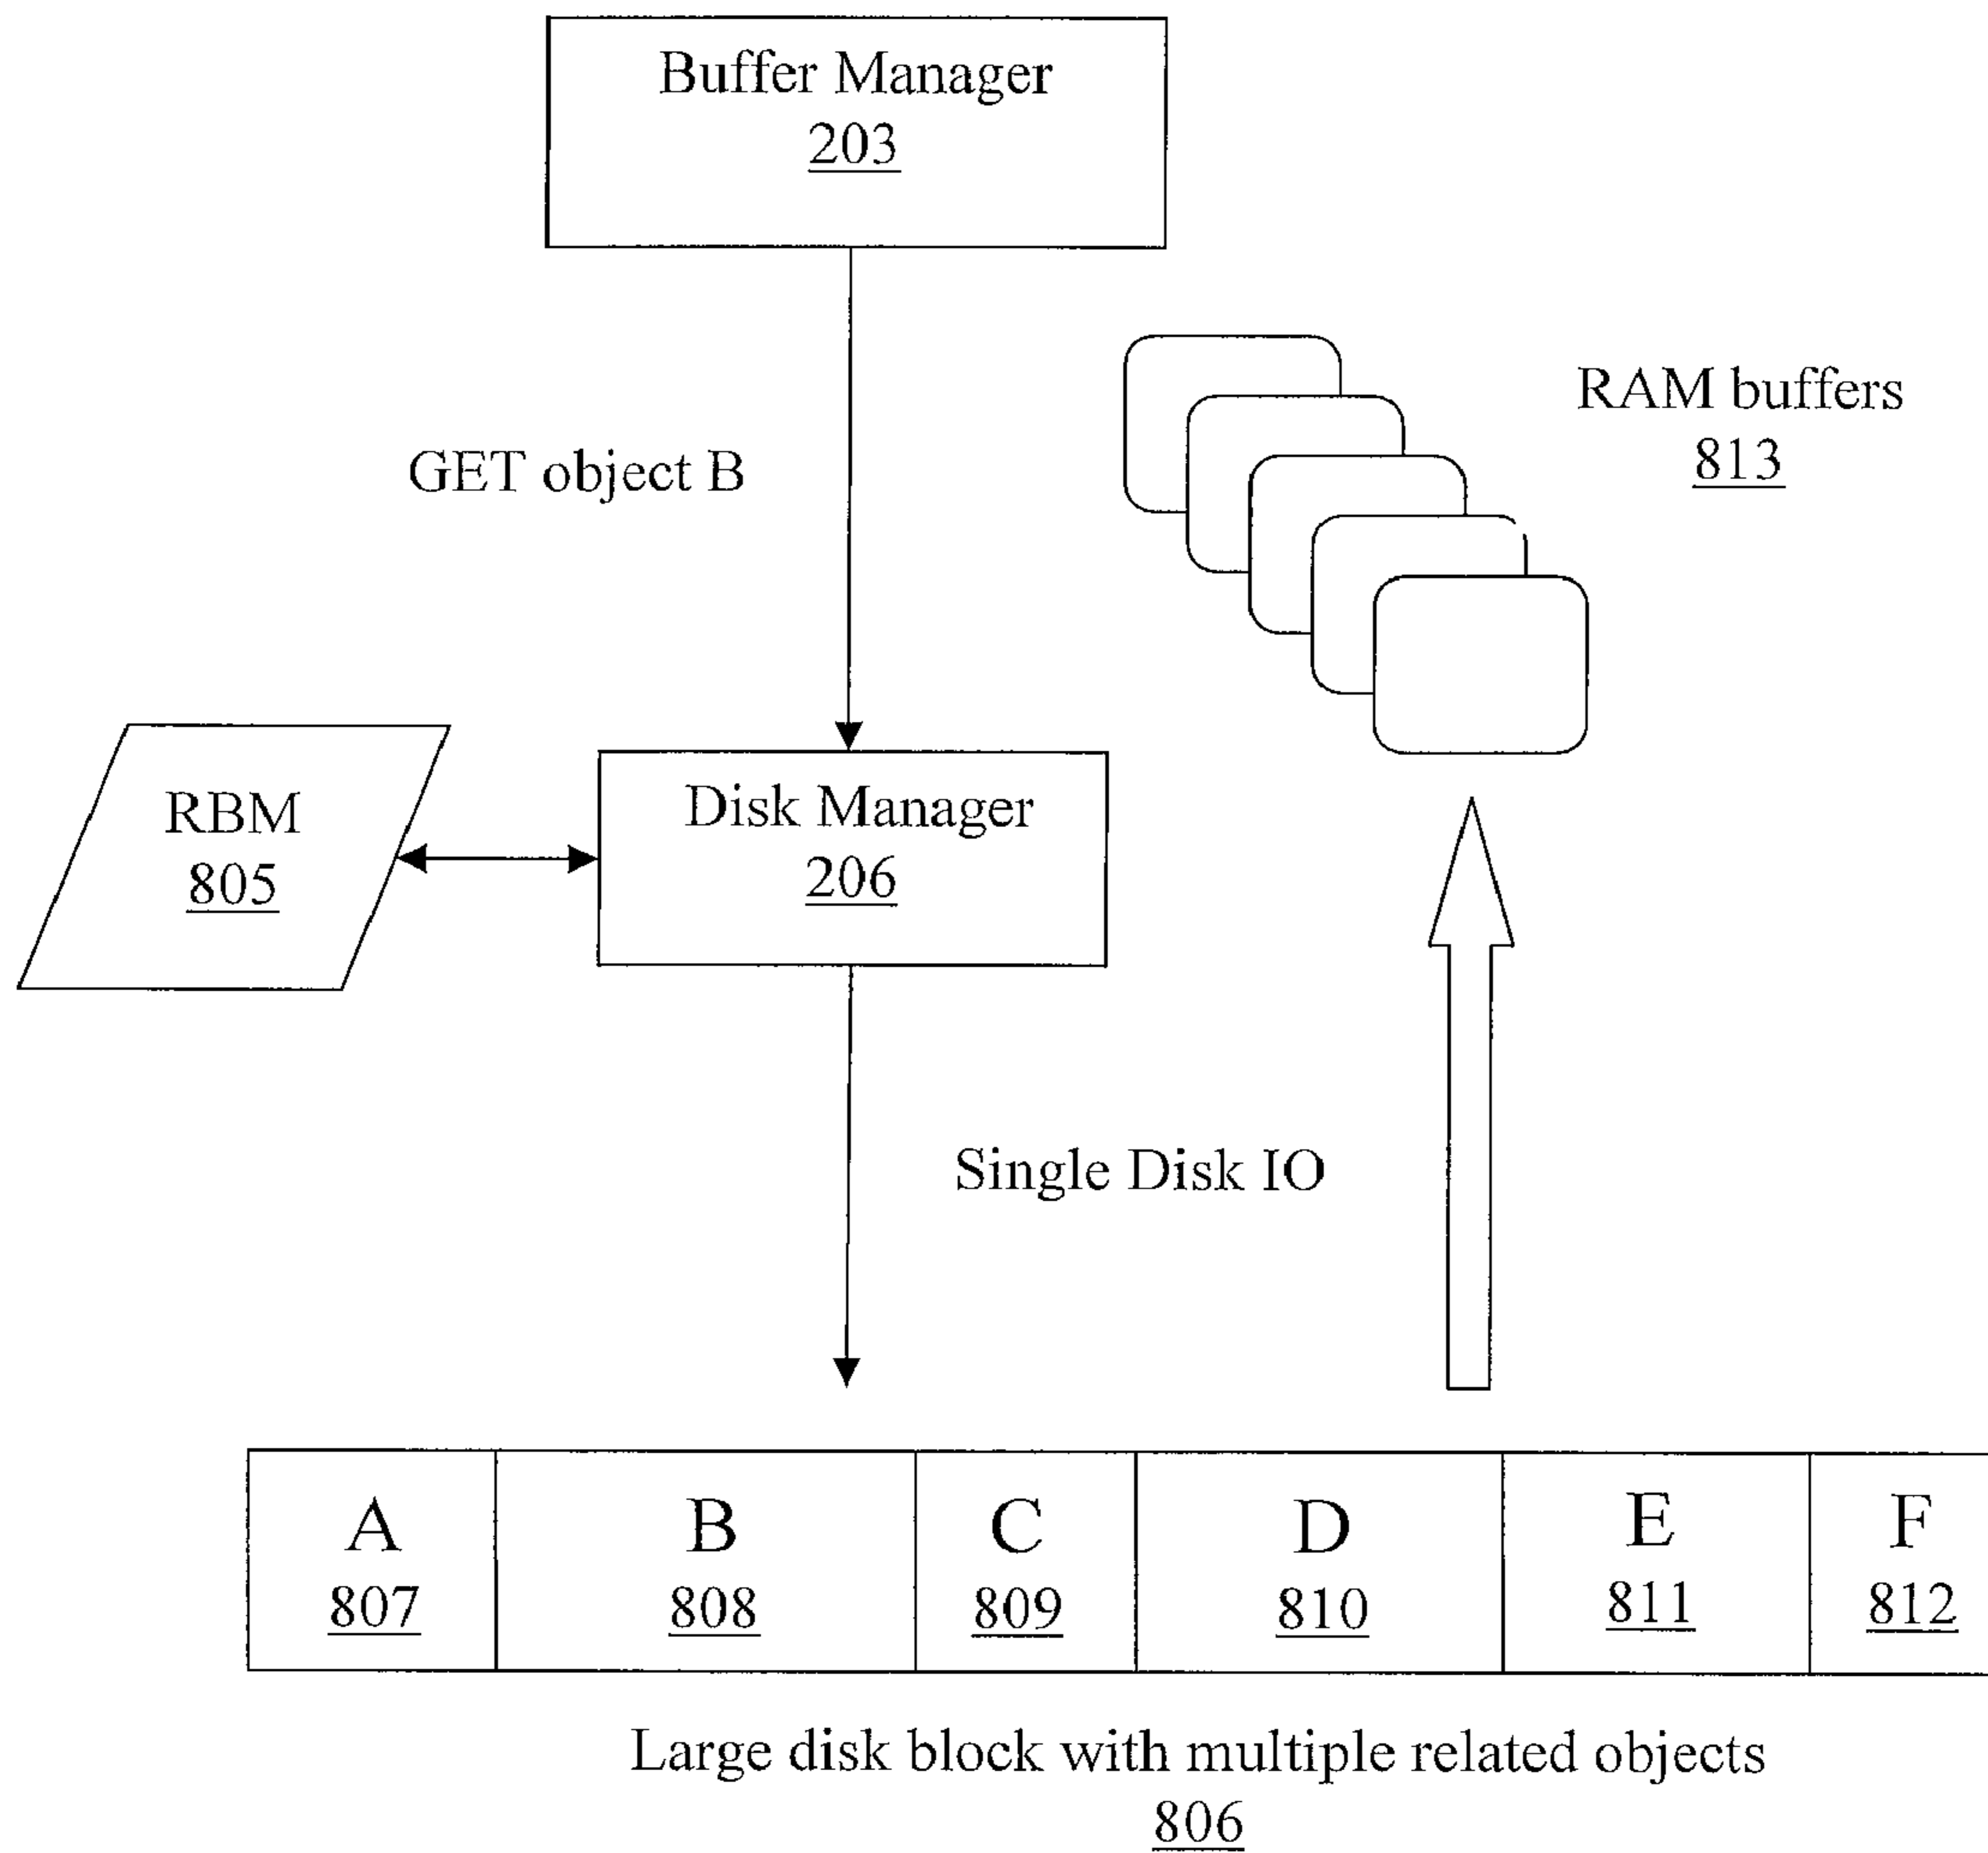 Buffer Manager
203
RAM buffers
813
GET object B
RBM
805
Disk Manager
206
Single Disk IO
A
807
B
808
C
809
D
810
E
811
F
812
Large disk block with multiple related objects
806